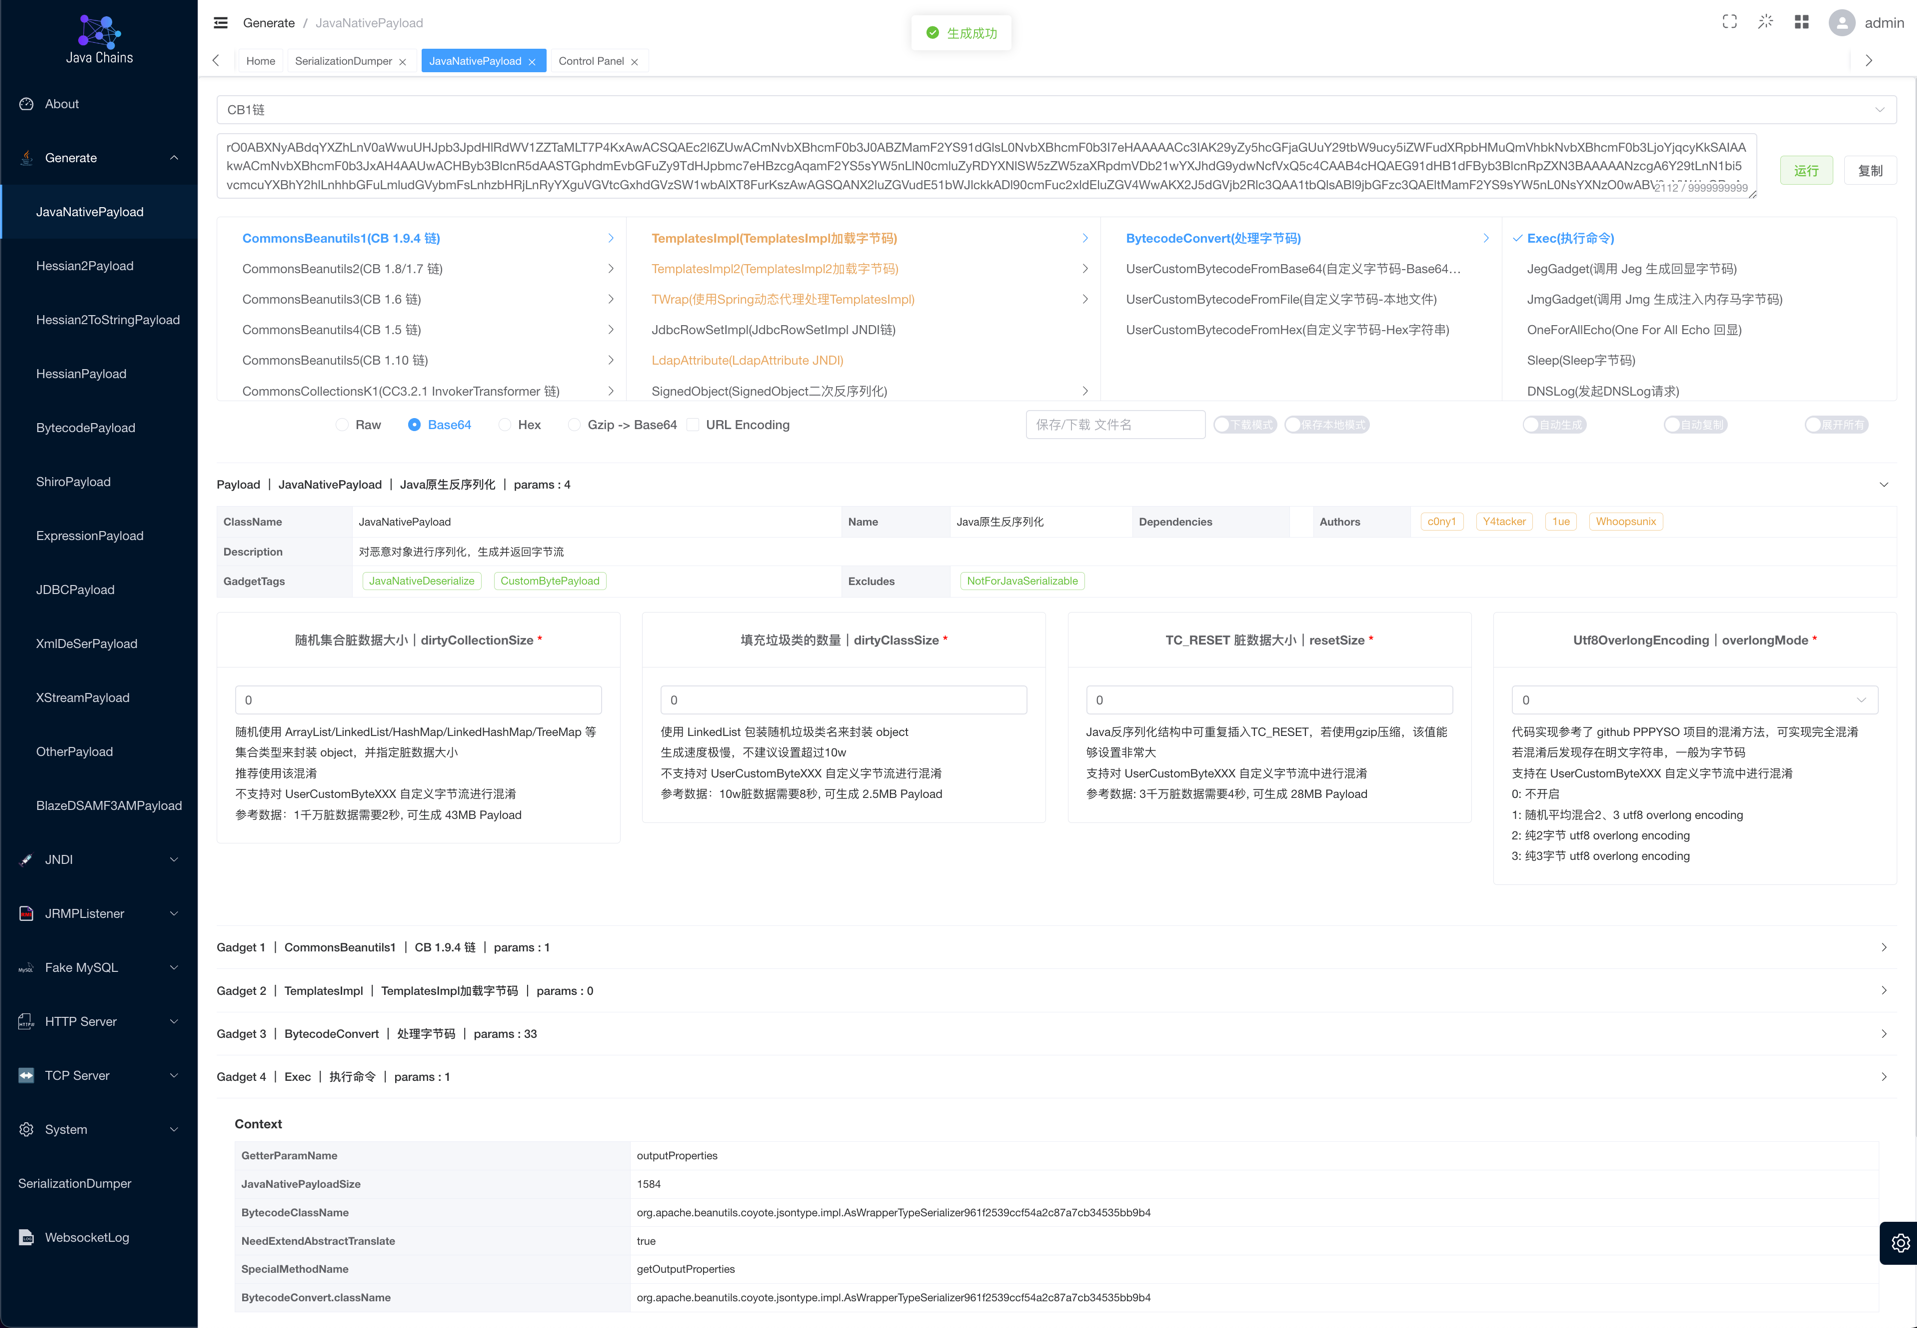 Java Chains
About
Generate
JavaNativePayload
Hessian2Payload
Hessian2ToStringPayload
HessianPayload
BytecodePayload
ShiroPayload
ExpressionPayload
JDBCPayload
XmlDeSerPayload
XStreamPayload
OtherPayload
BlazeDSAMF3AMPayload
JNDI
JRMPListener
Fake MySQL
HTTP Server
TCP Server
System
SerializationDumper
WebsocketLog
Generate / JavaNativePayload
生成成功
admin
Home
SerializationDumper
JavaNativePayload
Control Panel
CB1链
运行
复制
2112 / 9999999999
CommonsBeanutils1(CB 1.9.4 链)
CommonsBeanutils2(CB 1.8/1.7 链)
CommonsBeanutils3(CB 1.6 链)
CommonsBeanutils4(CB 1.5 链)
CommonsBeanutils5(CB 1.10 链)
CommonsCollectionsK1(CC3.2.1 InvokerTransformer 链)
TemplatesImpl(TemplatesImpl加载字节码)
TemplatesImpl2(TemplatesImpl2加载字节码)
TWrap(使用Spring动态代理处理TemplatesImpl)
JdbcRowSetImpl(JdbcRowSetImpl JNDI链)
LdapAttribute(LdapAttribute JNDI)
SignedObject(SignedObject二次反序列化)
BytecodeConvert(处理字节码)
UserCustomBytecodeFromBase64(自定义字节码-Base64...
UserCustomBytecodeFromFile(自定义字节码-本地文件)
UserCustomBytecodeFromHex(自定义字节码-Hex字符串)
Exec(执行命令)
JegGadget(调用 Jeg 生成回显字节码)
JmgGadget(调用 Jmg 生成注入内存马字节码)
OneForAllEcho(One For All Echo 回显)
Sleep(Sleep字节码)
DNSLog(发起DNSLog请求)
Raw
Base64
Hex
Gzip -> Base64
URL Encoding
保存/下载 文件名
下载模式
保存本地模式
自动生成
自动复制
展开所有
Payload | JavaNativePayload | Java原生反序列化 | params : 4
ClassName JavaNativePayload Name Java原生反序列化 Dependencies Authors c0ny1 Y4tacker 1ue Whoopsunix
Description 对恶意对象进行序列化，生成并返回字节流
GadgetTags JavaNativeDeserialize CustomBytePayload Excludes NotForJavaSerializable
随机集合脏数据大小 | dirtyCollectionSize *
0
随机使用 ArrayList/LinkedList/HashMap/LinkedHashMap/TreeMap 等
集合类型来封装 object，并指定脏数据大小
推荐使用该混淆
不支持对 UserCustomByteXXX 自定义字节流进行混淆
参考数据：1千万脏数据需要2秒, 可生成 43MB Payload
填充垃圾类的数量 | dirtyClassSize *
0
使用 LinkedList 包装随机垃圾类名来封装 object
生成速度极慢，不建议设置超过10w
不支持对 UserCustomByteXXX 自定义字节流进行混淆
参考数据：10w脏数据需要8秒, 可生成 2.5MB Payload
TC_RESET 脏数据大小 | resetSize *
0
Java反序列化结构中可重复插入TC_RESET，若使用gzip压缩，该值能
够设置非常大
支持对 UserCustomByteXXX 自定义字节流中进行混淆
参考数据: 3千万脏数据需要4秒, 可生成 28MB Payload
Utf8OverlongEncoding | overlongMode *
0
代码实现参考了 github PPPYSO 项目的混淆方法，可实现完全混淆
若混淆后发现存在明文字符串，一般为字节码
支持在 UserCustomByteXXX 自定义字节流中进行混淆
0: 不开启
1: 随机平均混合2、3 utf8 overlong encoding
2: 纯2字节 utf8 overlong encoding
3: 纯3字节 utf8 overlong encoding
Gadget 1 | CommonsBeanutils1 | CB 1.9.4 链 | params : 1
Gadget 2 | TemplatesImpl | TemplatesImpl加载字节码 | params : 0
Gadget 3 | BytecodeConvert | 处理字节码 | params : 33
Gadget 4 | Exec | 执行命令 | params : 1
Context
GetterParamName outputProperties
JavaNativePayloadSize 1584
BytecodeClassName org.apache.beanutils.coyote.jsontype.impl.AsWrapperTypeSerializer961f2539ccf54a2c87a7cb34535bb9b4
NeedExtendAbstractTranslate true
SpecialMethodName getOutputProperties
BytecodeConvert.className org.apache.beanutils.coyote.jsontype.impl.AsWrapperTypeSerializer961f2539ccf54a2c87a7cb34535bb9b4